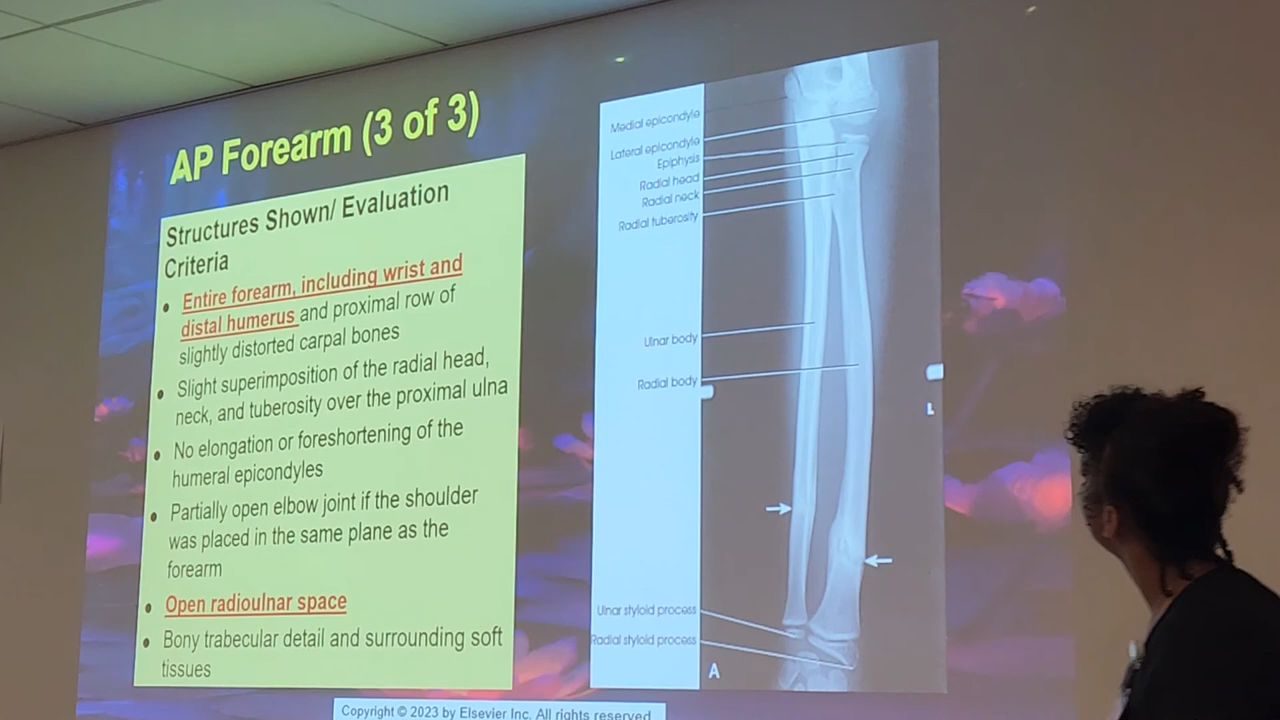 AP Forearm (3 of 3)
Structures Shown/ Evaluation
Criteria
• Entire forearm, including wrist and
distal humerus and proximal row of
slightly distorted carpal bones
• Slight superimposition of the radial head,
neck, and tuberosity over the proximal ulna
• No elongation or foreshortening of the
humeral epicondyles
• Partially open elbow joint if the shoulder
was placed in the same plane as the
forearm
• Open radioulnar space
• Bony trabecular detail and surrounding soft
tissues
Medial epicondyle
Lateral epicondyle
Epiphysis
Radial head
Radial neck
Radial tuberosity
Ulnar body
Radial body
L
Ulnar styloid process
Radial styloid process
A
Copyright © 2023 by Elsevier Inc. All rights reserved